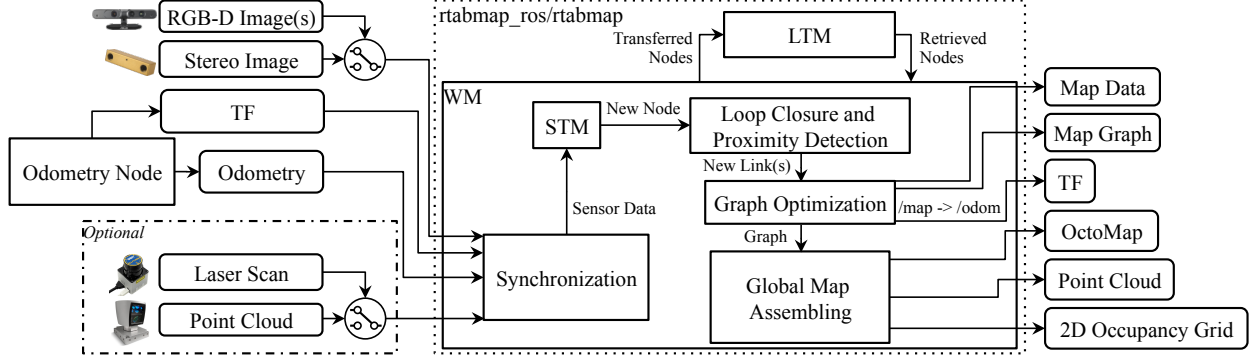 RGB-D Image(s)
Stereo Image
TF
Odometry Node
Odometry
Optional
Laser Scan
Point Cloud
rtabmap_ros/rtabmap
Transferred
Nodes
LTM
Retrieved
Nodes
WM
STM
New Node
Loop Closure and
Proximity Detection
New Link(s)
Graph Optimization
/map -> /odom
Sensor Data
Graph
Synchronization
Global Map
Assembling
Map Data
Map Graph
TF
OctoMap
Point Cloud
2D Occupancy Grid